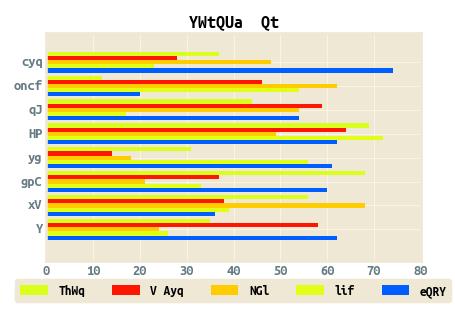 YWtQUa Qt
cyq
oncf
qJ
HP
yg
gpC
xV
Y
0 10 20 30 40 50 60 70 80
ThWq V Ayq NGl lif eQRY